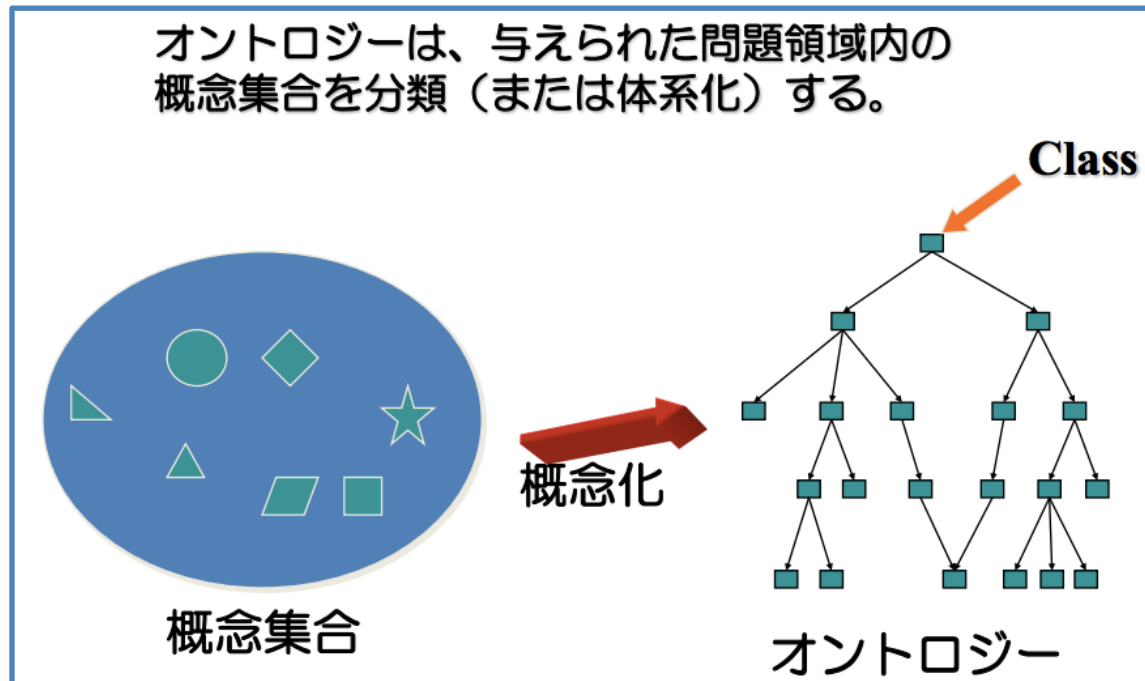 オントロジーは、与えられた問題領域内の
概念集合を分類（または体系化）する。
Class
概念化
概念集合
オントロジー